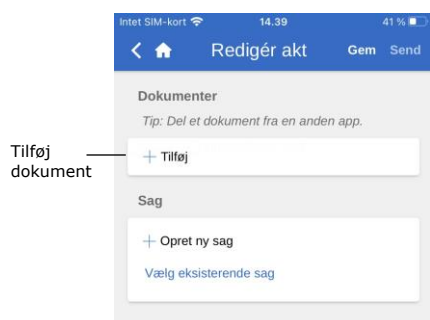 Intet SIM-kort 14.39 41 %
Redigér akt Gem Send
Dokumenter
Tip: Del et dokument fra en anden app.
Tilføj dokument
+ Tilføj
Sag
+ Opret ny sag
Vælg eksisterende sag